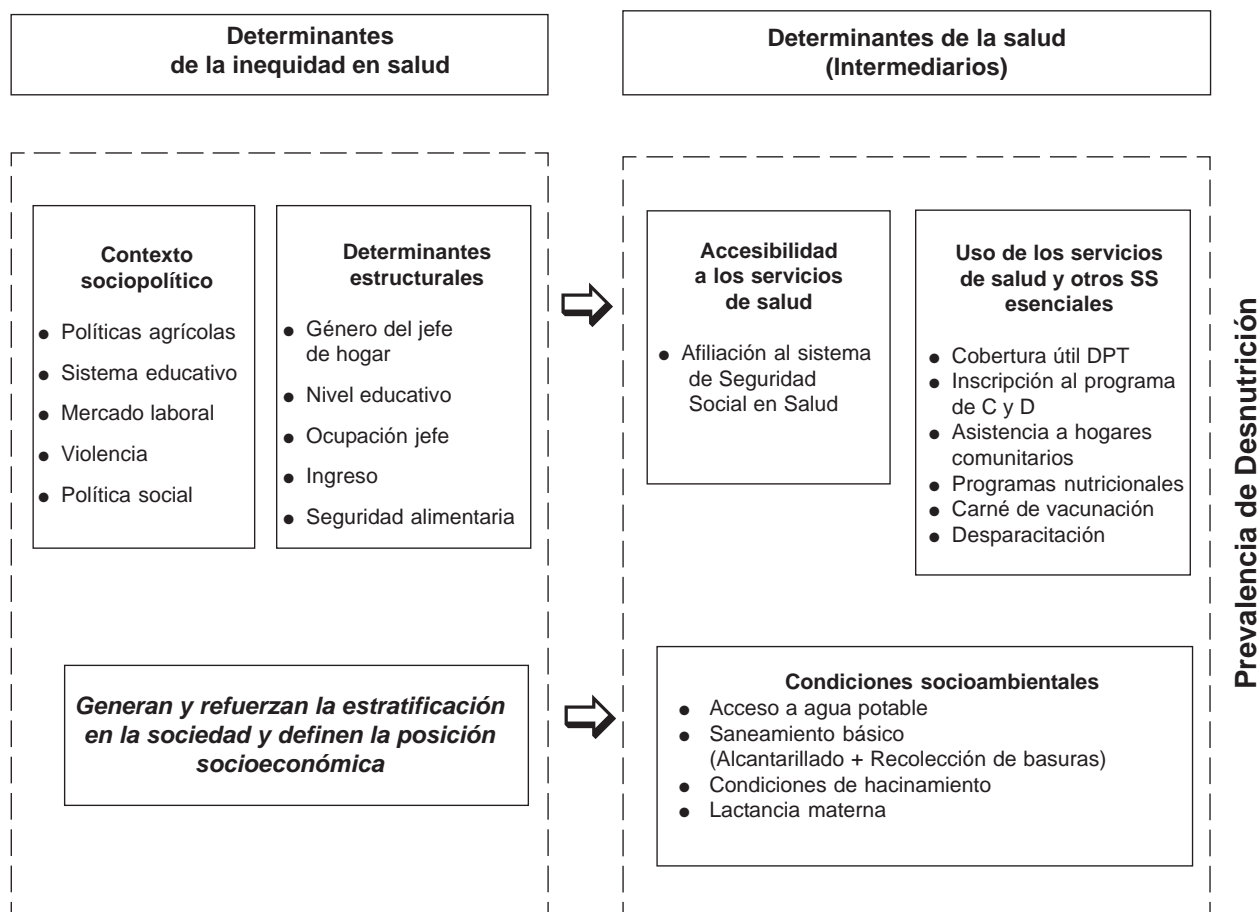 Determinantes
de la inequidad en salud
Determinantes de la salud
(Intermediarios)
Contexto
sociopolítico
● Políticas agrícolas
● Sistema educativo
● Mercado laboral
● Violencia
● Política social
Determinantes
estructurales
● Género del jefe
de hogar
● Nivel educativo
● Ocupación jefe
● Ingreso
● Seguridad alimentaria
Accesibilidad
a los servicios
de salud
● Afiliación al sistema
de Seguridad
Social en Salud
Uso de los servicios
de salud y otros SS
esenciales
● Cobertura útil DPT
● Inscripción al programa
de C y D
● Asistencia a hogares
comunitarios
● Programas nutricionales
● Carné de vacunación
● Desparacitación
Generan y refuerzan la estratificación
en la sociedad y definen la posición
socioeconómica
Condiciones socioambientales
● Acceso a agua potable
● Saneamiento básico
(Alcantarillado + Recolección de basuras)
● Condiciones de hacinamiento
● Lactancia materna
Prevalencia de Desnutrición